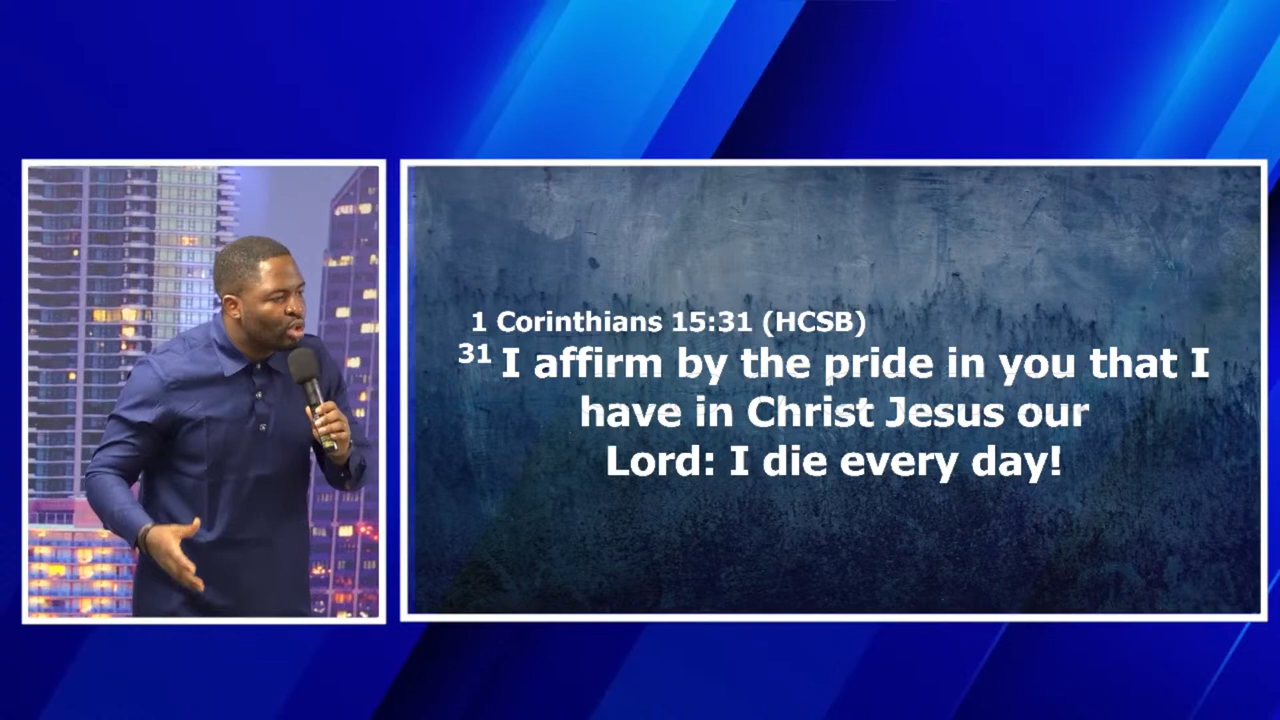 1 Corinthians 15:31 (HCSB)
31 I affirm by the pride in you that I
have in Christ Jesus our
Lord: I die every day!